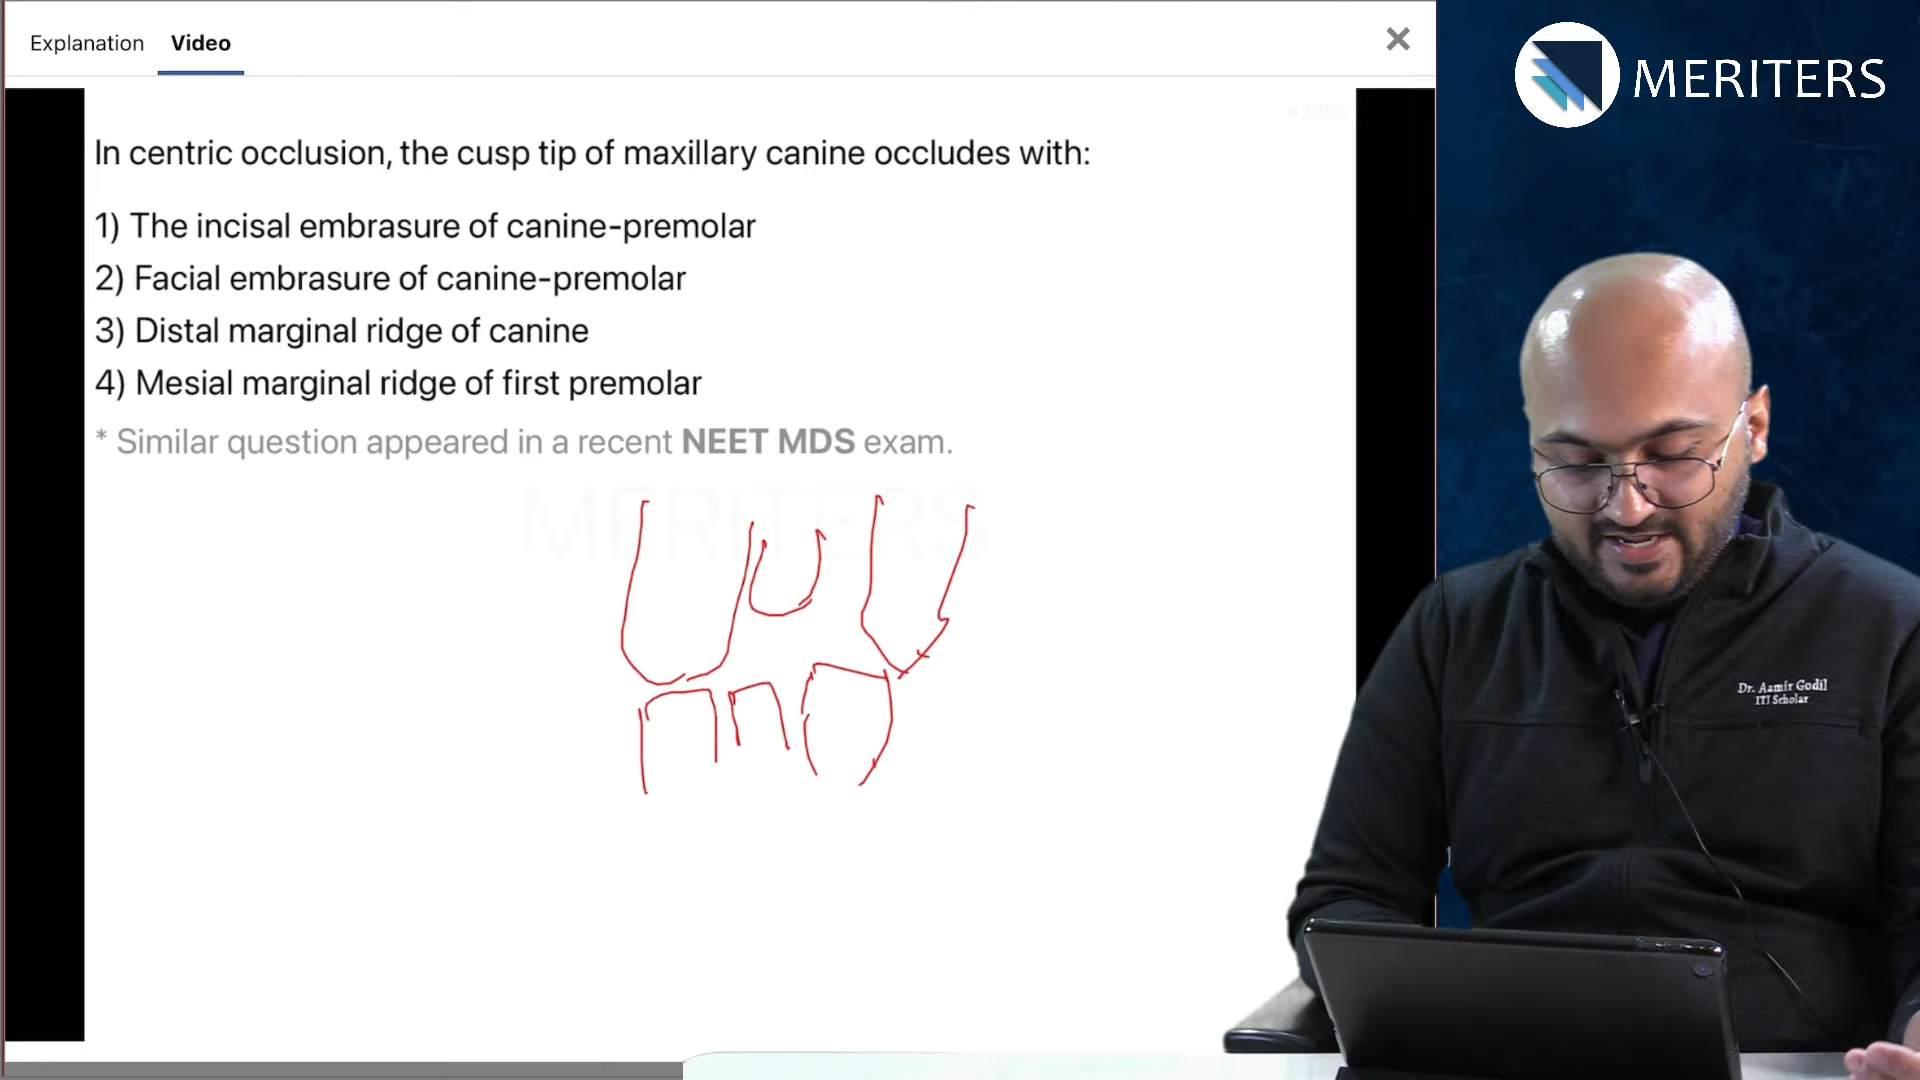 Explanation Video
MERITERS
In centric occlusion, the cusp tip of maxillary canine occludes with:
1) The incisal embrasure of canine-premolar
2) Facial embrasure of canine-premolar
3) Distal marginal ridge of canine
4) Mesial marginal ridge of first premolar
* Similar question appeared in a recent NEET MDS exam.
MERITERS
Dr. Aamir Godil
ITI Scholar